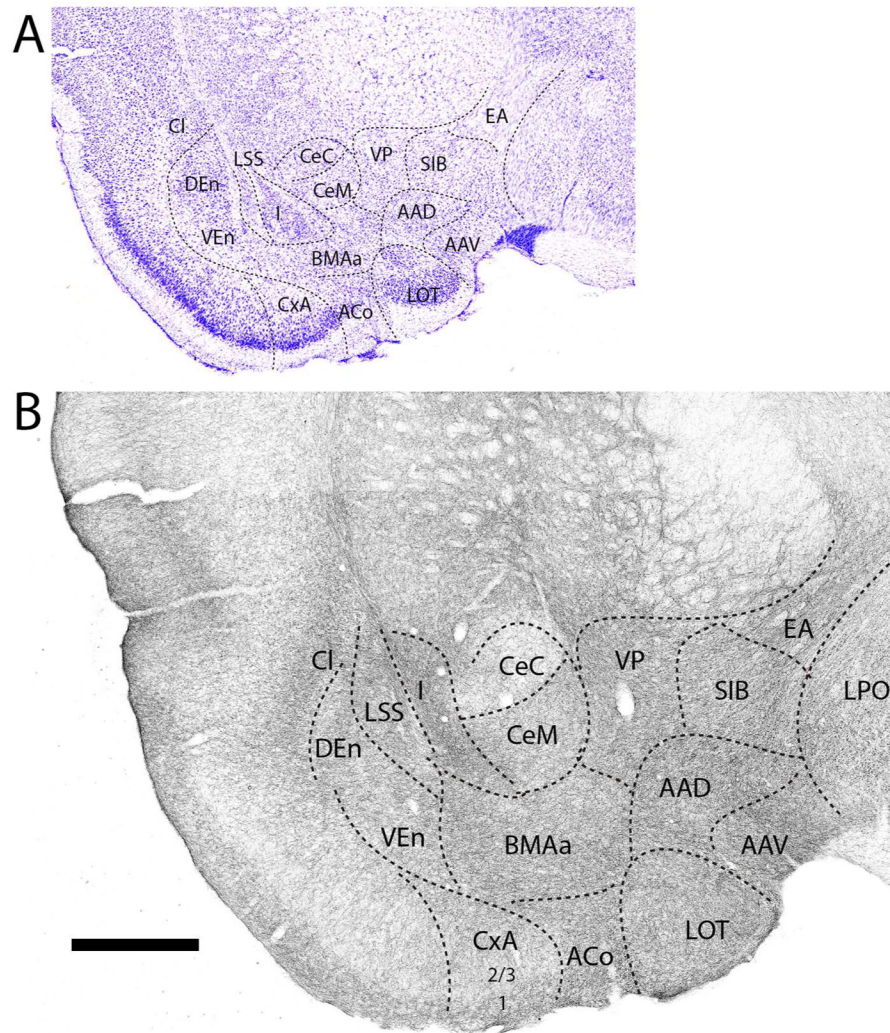 A
Cl
EA
LSS
CeC
VP
SIB
DEn
CeM
I
AAD
VEn
AAV
BMAa
LOT
CxA
ACo
B
EA
Cl
I
CeC
VP
SIB
LPO
LSS
CeM
DEn
AAD
VEn
BMAa
AAV
LOT
CxA
ACo
2/3
1